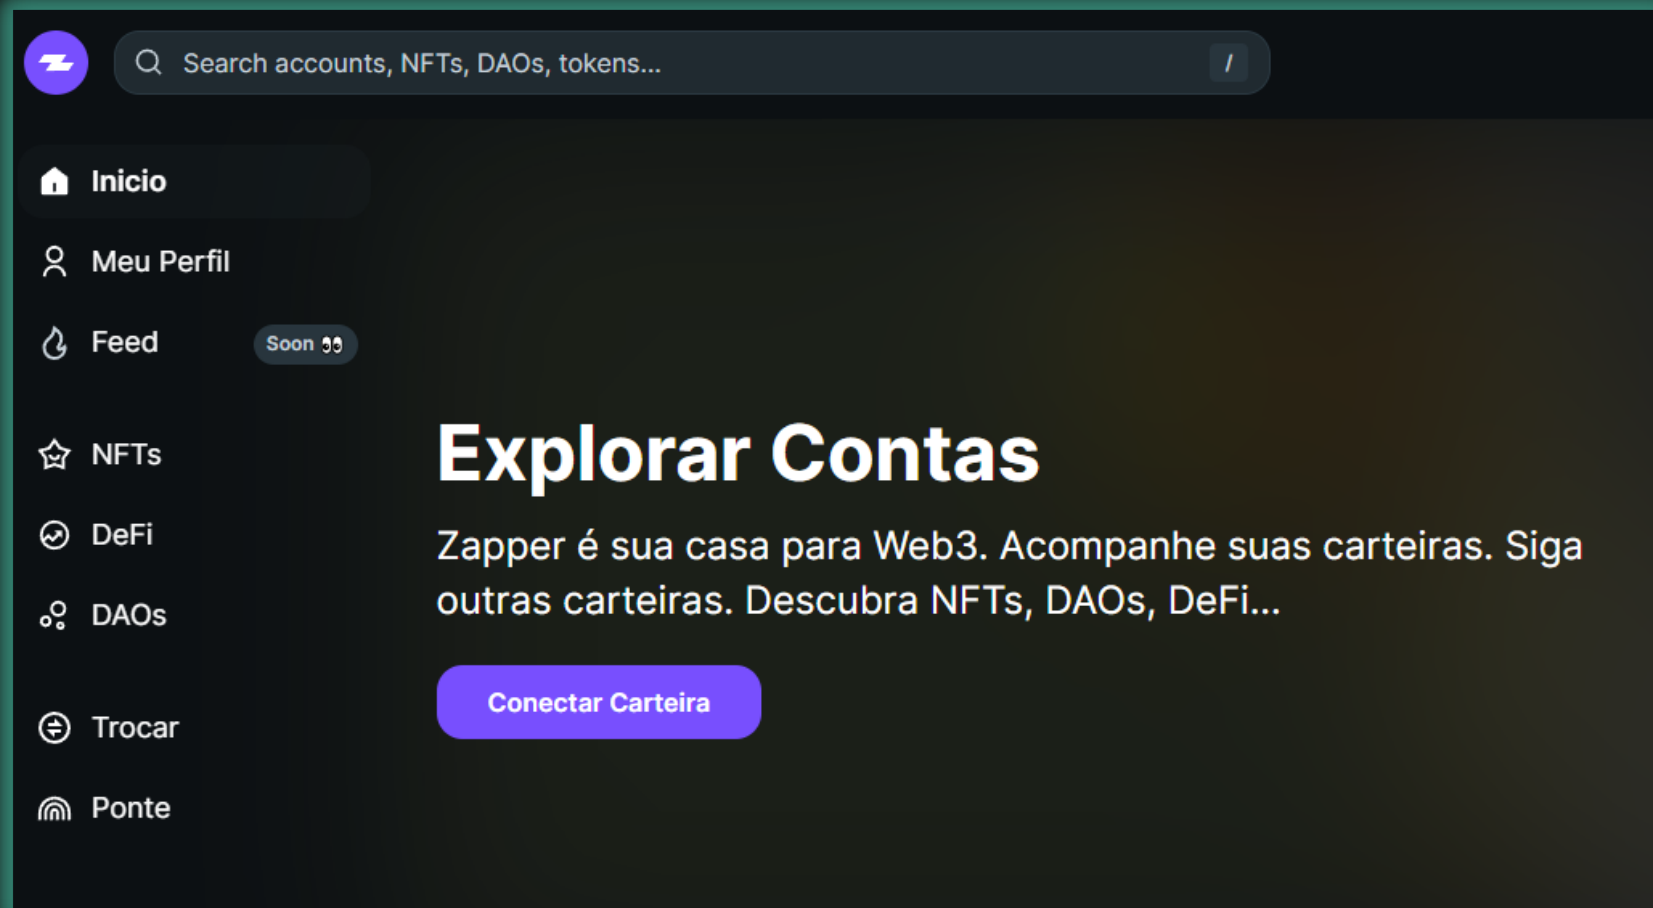 Search accounts, NFTs, DAOs, tokens...
/
Inicio
Meu Perfil
Feed
Soon 👀
NFTs
DeFi
DAOs
Trocar
Ponte
Explorar Contas
Zapper é sua casa para Web3. Acompanhe suas carteiras. Siga
outras carteiras. Descubra NFTs, DAOs, DeFi...
Conectar Carteira